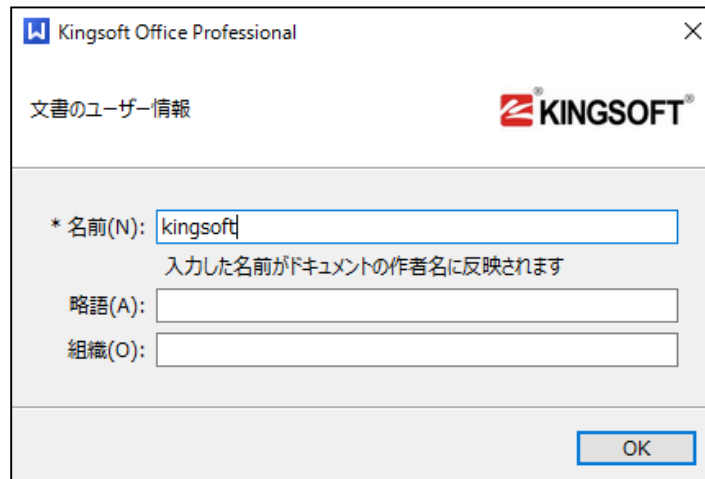 Kingsoft Office Professional
文書のユーザー情報
KINGSOFT®
* 名前(N): kingsoft
入力した名前がドキュメントの作者名に反映されます
略語(A):
組織(O):
OK